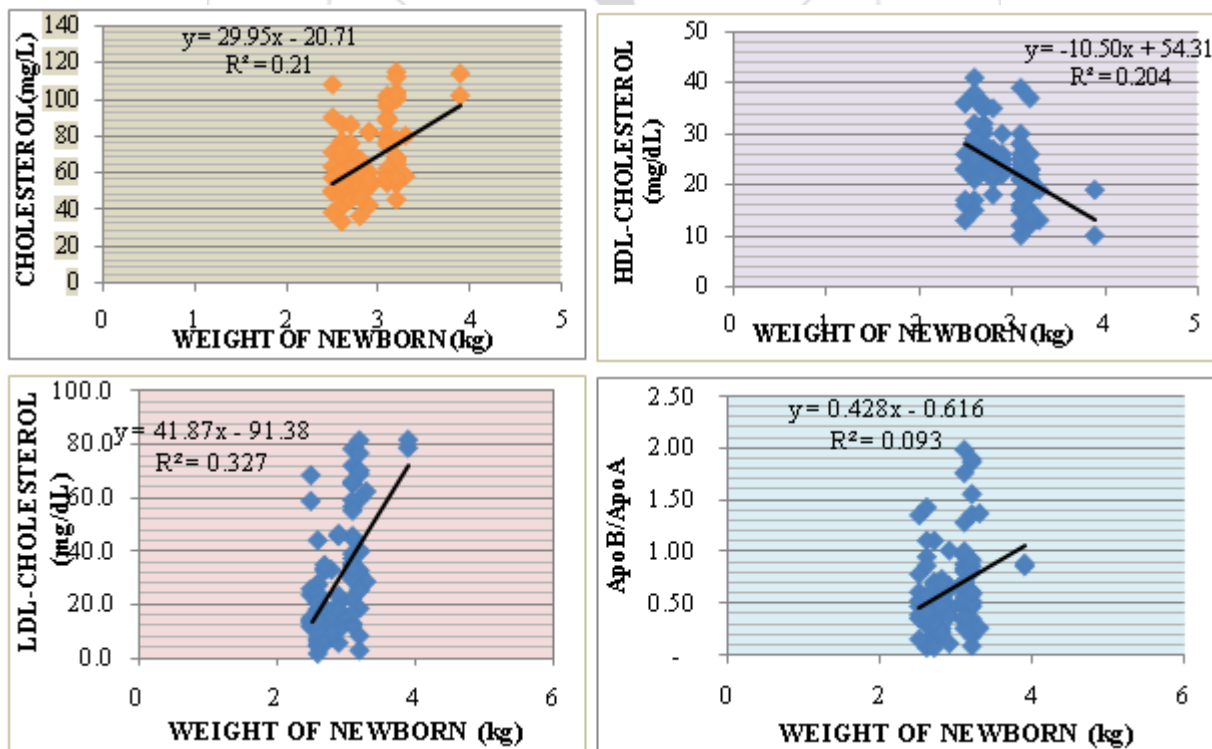 CHOLESTEROL(mg/L)
140
120
100
80
60
40
20
0
y= 29.95x - 20.71
R² = 0.21
0 1 2 3 4 5
WEIGHT OF NEWBORN(kg)
HDL-CHOLESTEROL
(mg/dL)
50
40
30
20
10
0
y= -10.50x + 54.31
R² = 0.204
0 1 2 3 4 5
WEIGHT OF NEWBORN(kg)
LDL-CHOLESTEROL
(mg/dL)
100.0
80.0
60.0
40.0
20.0
0.0
y = 41.87x - 91.38
R² = 0.327
0 2 4 6
WEIGHT OF NEWBORN (kg)
ApoB/ApoA
2.50
2.00
1.50
1.00
0.50
-
y = 0.428x - 0.616
R² = 0.093
0 2 4 6
WEIGHT OF NEWBORN (kg)